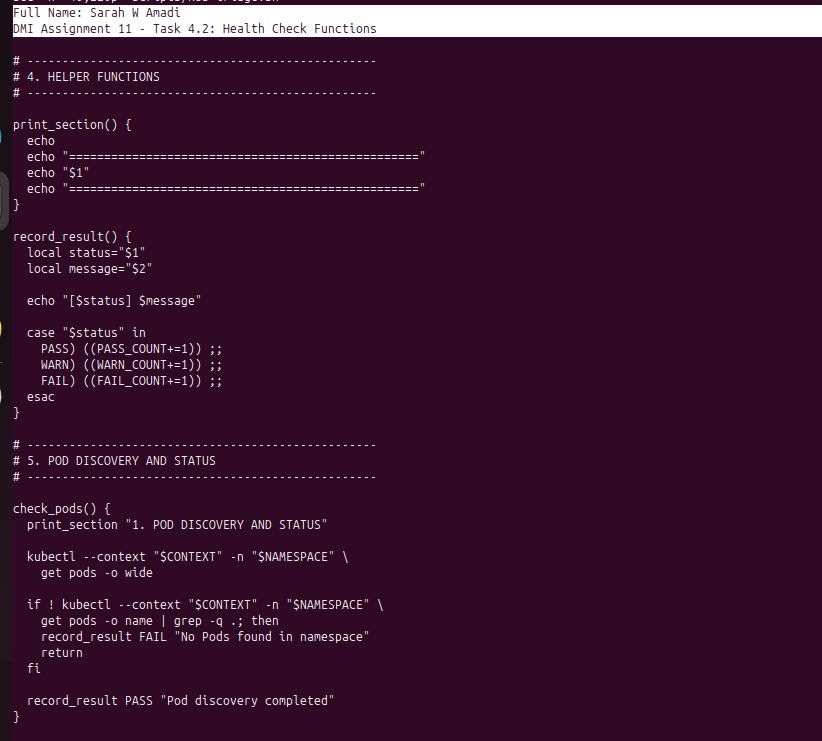 Full Name: Sarah W Amadi
DMI Assignment 11 - Task 4.2: Health Check Functions
# --------------------------------------------------
# 4. HELPER FUNCTIONS
# --------------------------------------------------
print_section() {
  echo
  echo "=================================================="
  echo "$1"
  echo "=================================================="
}
record_result() {
  local status="$1"
  local message="$2"
  echo "[$status] $message"
  case "$status" in
    PASS) ((PASS_COUNT+=1)) ;;
    WARN) ((WARN_COUNT+=1)) ;;
    FAIL) ((FAIL_COUNT+=1)) ;;
  esac
}
# --------------------------------------------------
# 5. POD DISCOVERY AND STATUS
# --------------------------------------------------
check_pods() {
  print_section "1. POD DISCOVERY AND STATUS"
  kubectl --context "$CONTEXT" -n "$NAMESPACE" \
    get pods -o wide
  if ! kubectl --context "$CONTEXT" -n "$NAMESPACE" \
    get pods -o name | grep -q .; then
    record_result FAIL "No Pods found in namespace"
    return
  fi
  record_result PASS "Pod discovery completed"
}